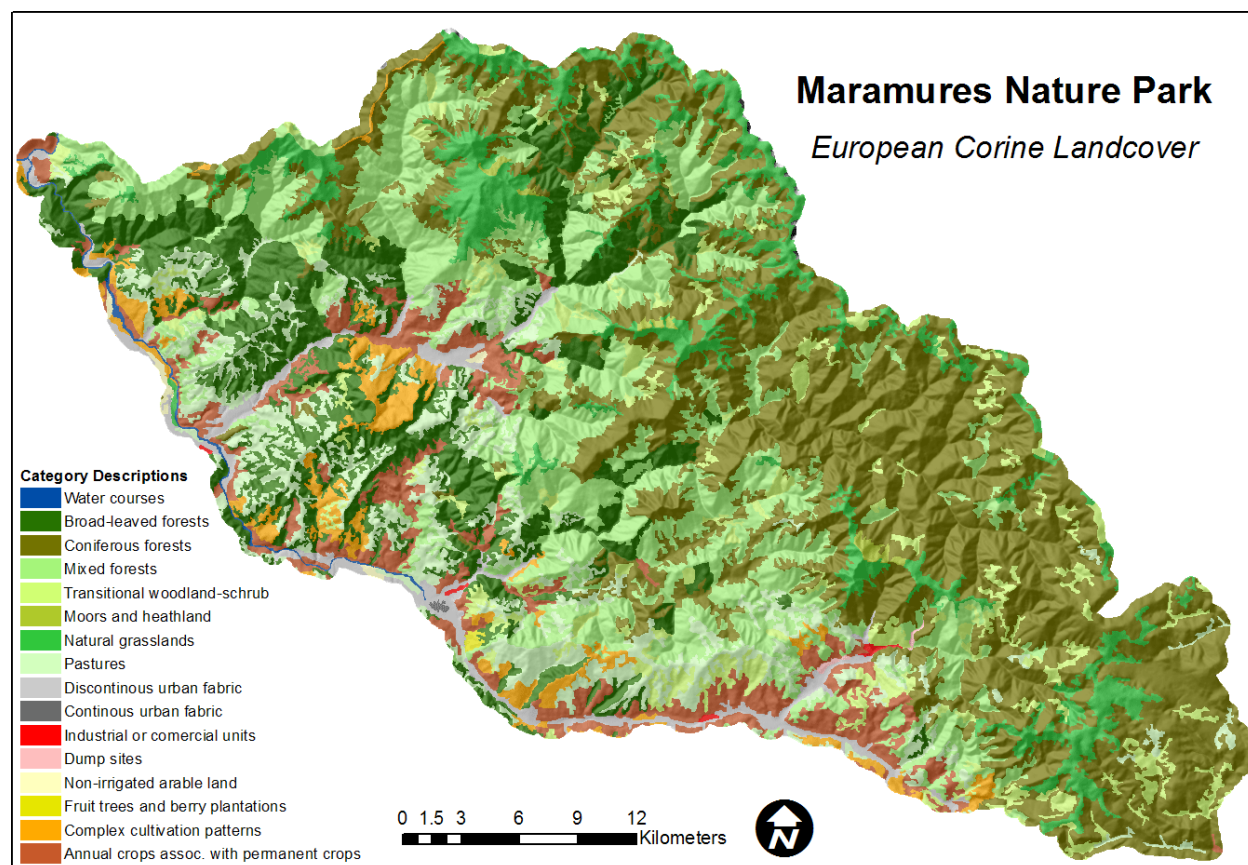 Maramures Nature Park
European Corine Landcover
Category Descriptions
Water courses
Broad-leaved forests
Coniferous forests
Mixed forests
Transitional woodland-schrub
Moors and heathland
Natural grasslands
Pastures
Discontinous urban fabric
Continous urban fabric
Industrial or comercial units
Dump sites
Non-irrigated arable land
Fruit trees and berry plantations
Complex cultivation patterns
Annual crops assoc. with permanent crops
0 1.5 3 6 9 12
Kilometers
N